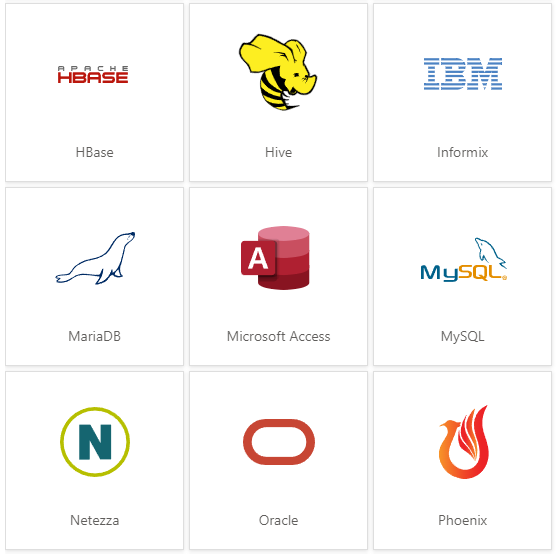 APACHE
HBASE
HBase
Hive
IBM
Informix
MariaDB
A
Microsoft Access
MySQL
MySQL
N
Netezza
Oracle
Phoenix